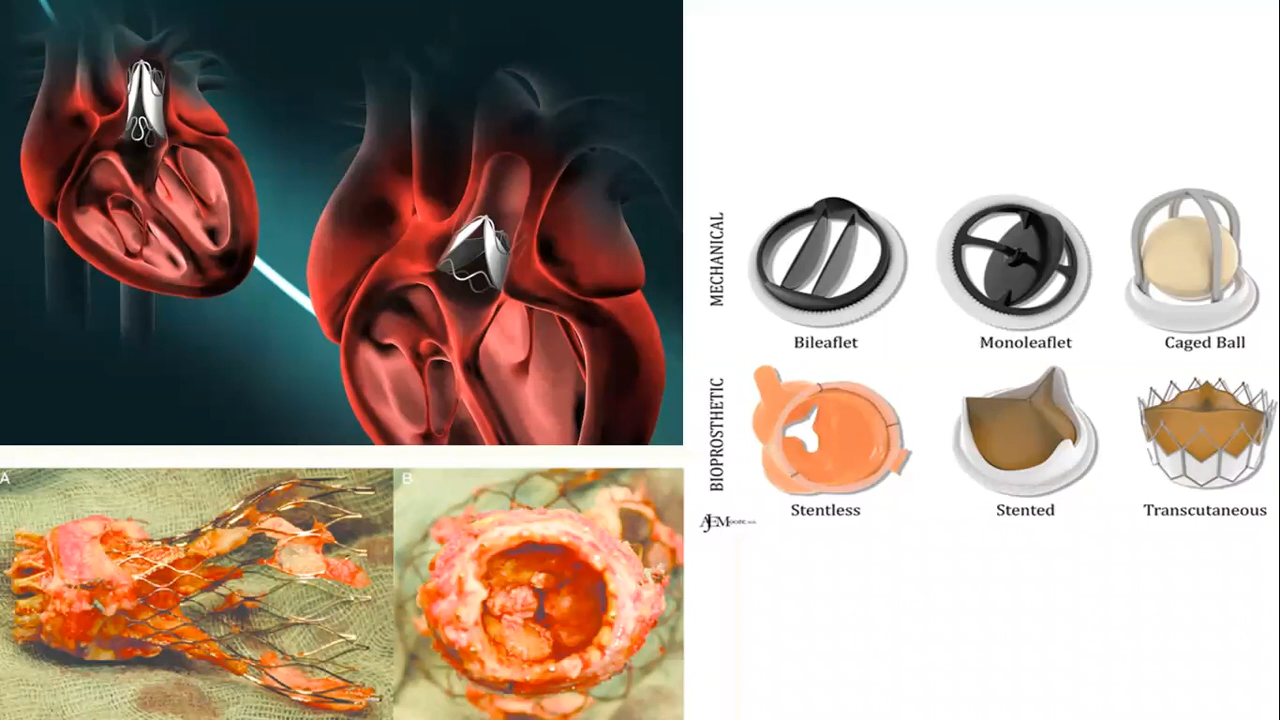 MECHANICAL
Bileaflet
Monoleaflet
Caged Ball
BIOPROSTHETIC
Stentless
Stented
Transcutaneous
A
B